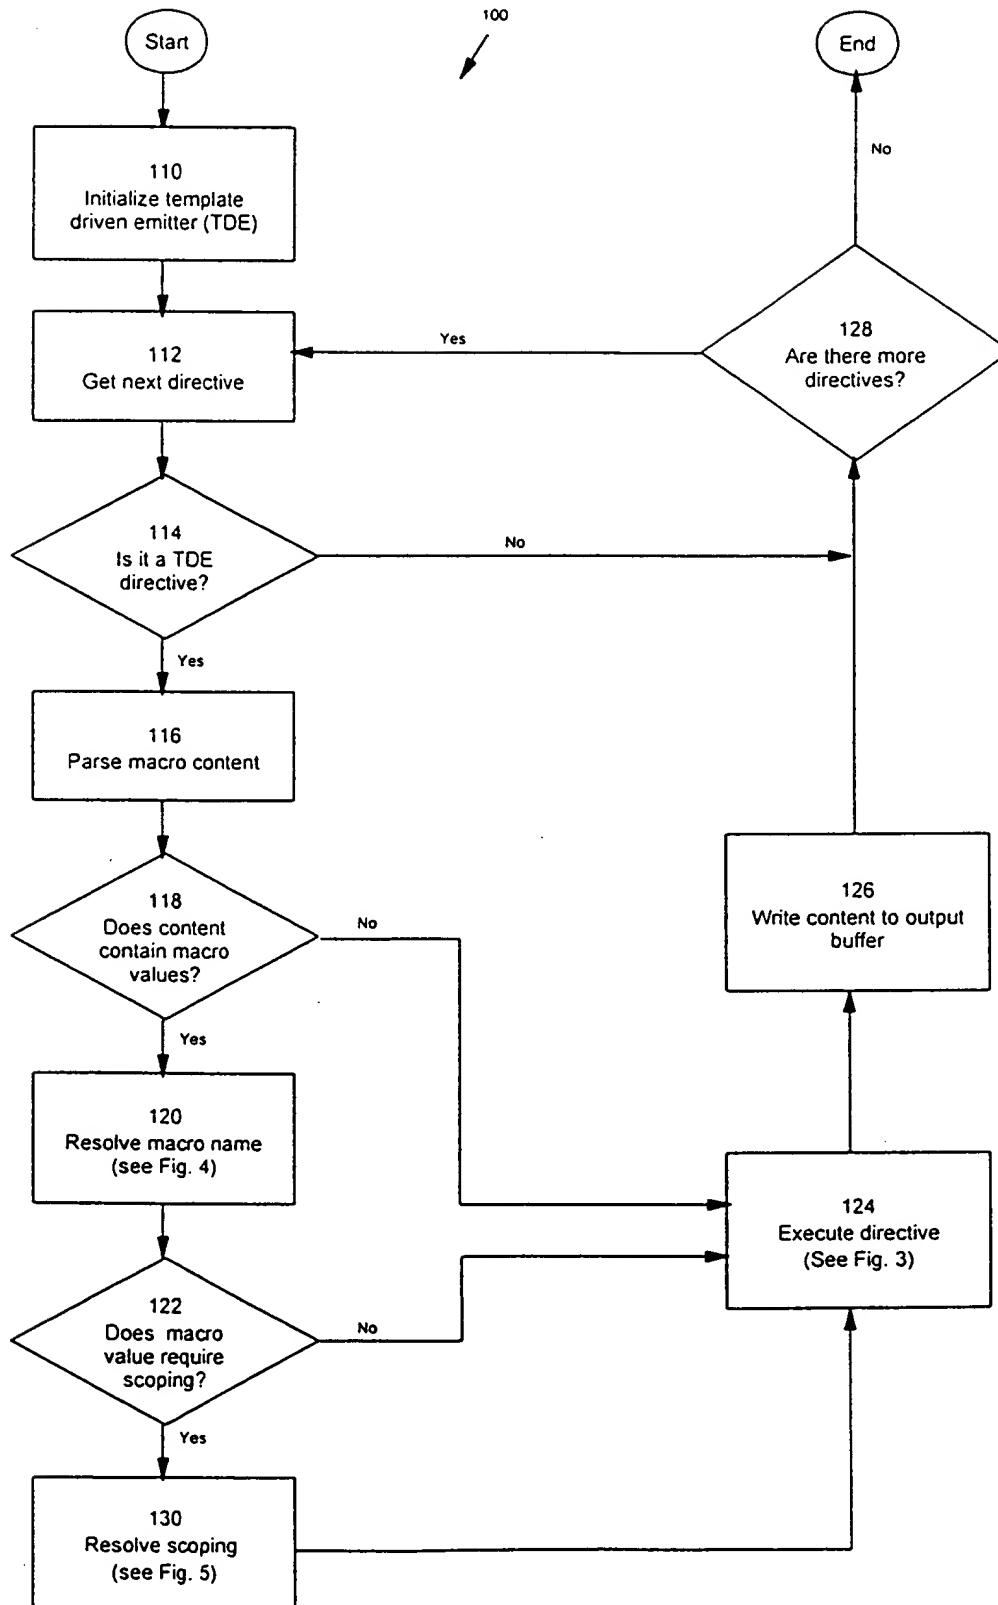 100
Start
End
110
Initialize template
driven emitter (TDE)
No
112
Get next directive
Yes
128
Are there more
directives?
114
Is it a TDE
directive?
No
Yes
116
Parse macro content
118
Does content
contain macro
values?
No
Yes
126
Write content to output
buffer
120
Resolve macro name
(see Fig. 4)
124
Execute directive
(See Fig. 3)
122
Does macro
value require
scoping?
No
Yes
130
Resolve scoping
(see Fig. 5)